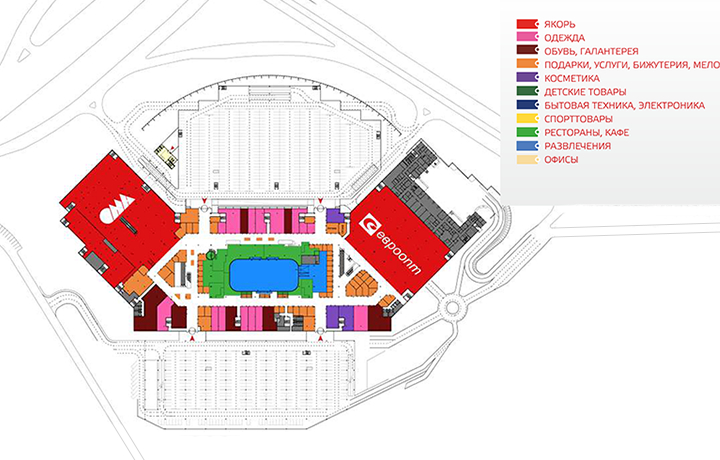 ЯКОРЬ
ОДЕЖДА
ОБУВЬ, ГАЛАНТЕРЕЯ
ПОДАРКИ, УСЛУГИ, БИЖУТЕРИЯ, МЕЛО
КОСМЕТИКА
ДЕТСКИЕ ТОВАРЫ
БЫТОВАЯ ТЕХНИКА, ЭЛЕКТРОНИКА
СПОРТТОВАРЫ
РЕСТОРАНЫ, КАФЕ
РАЗВЛЕЧЕНИЯ
ОФИСЫ
ОМА
евроопт